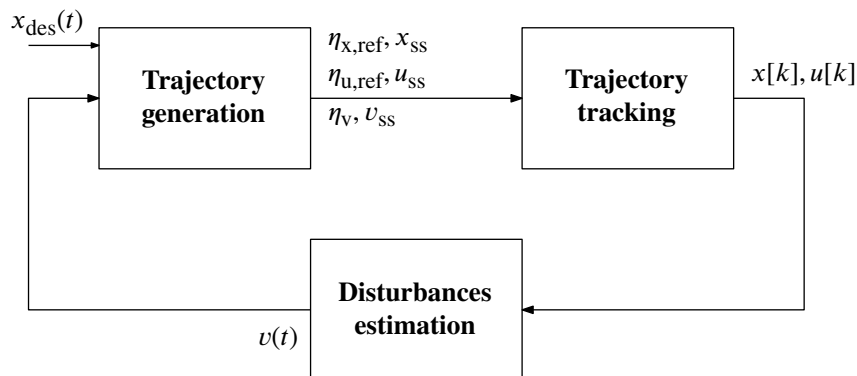 x_des(t)
Trajectory generation
η_x,ref, x_ss
η_u,ref, u_ss
η_v, v_ss
Trajectory tracking
x[k], u[k]
Disturbances estimation
v(t)